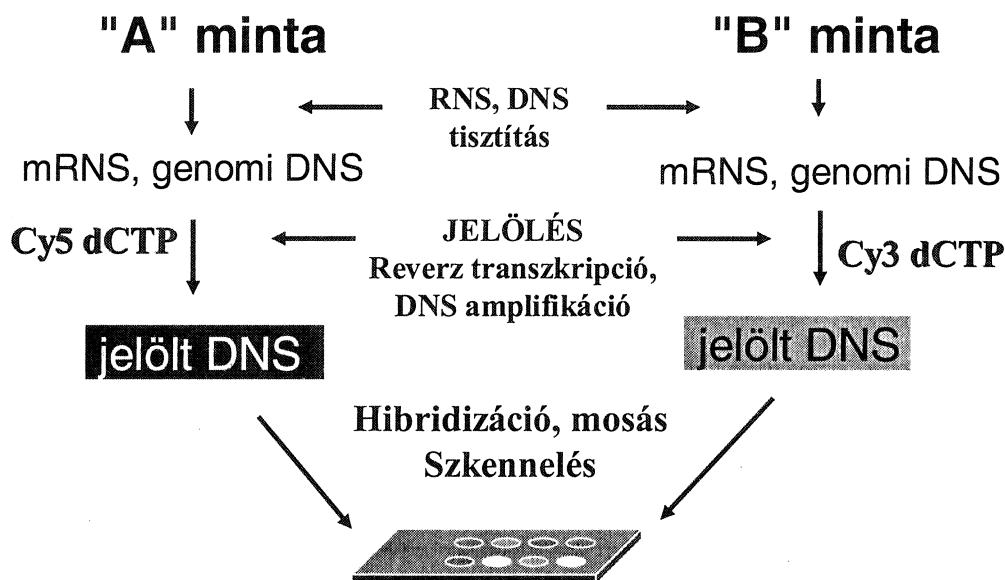 "A" minta
"B" minta
RNS, DNS
tisztítás
mRNS, genomi DNS
mRNS, genomi DNS
Cy5 dCTP
JELÖLÉS
Reverz transzkripció,
DNS amplifikáció
Cy3 dCTP
jelölt DNS
jelölt DNS
Hibridizáció, mosás
Szkennelés